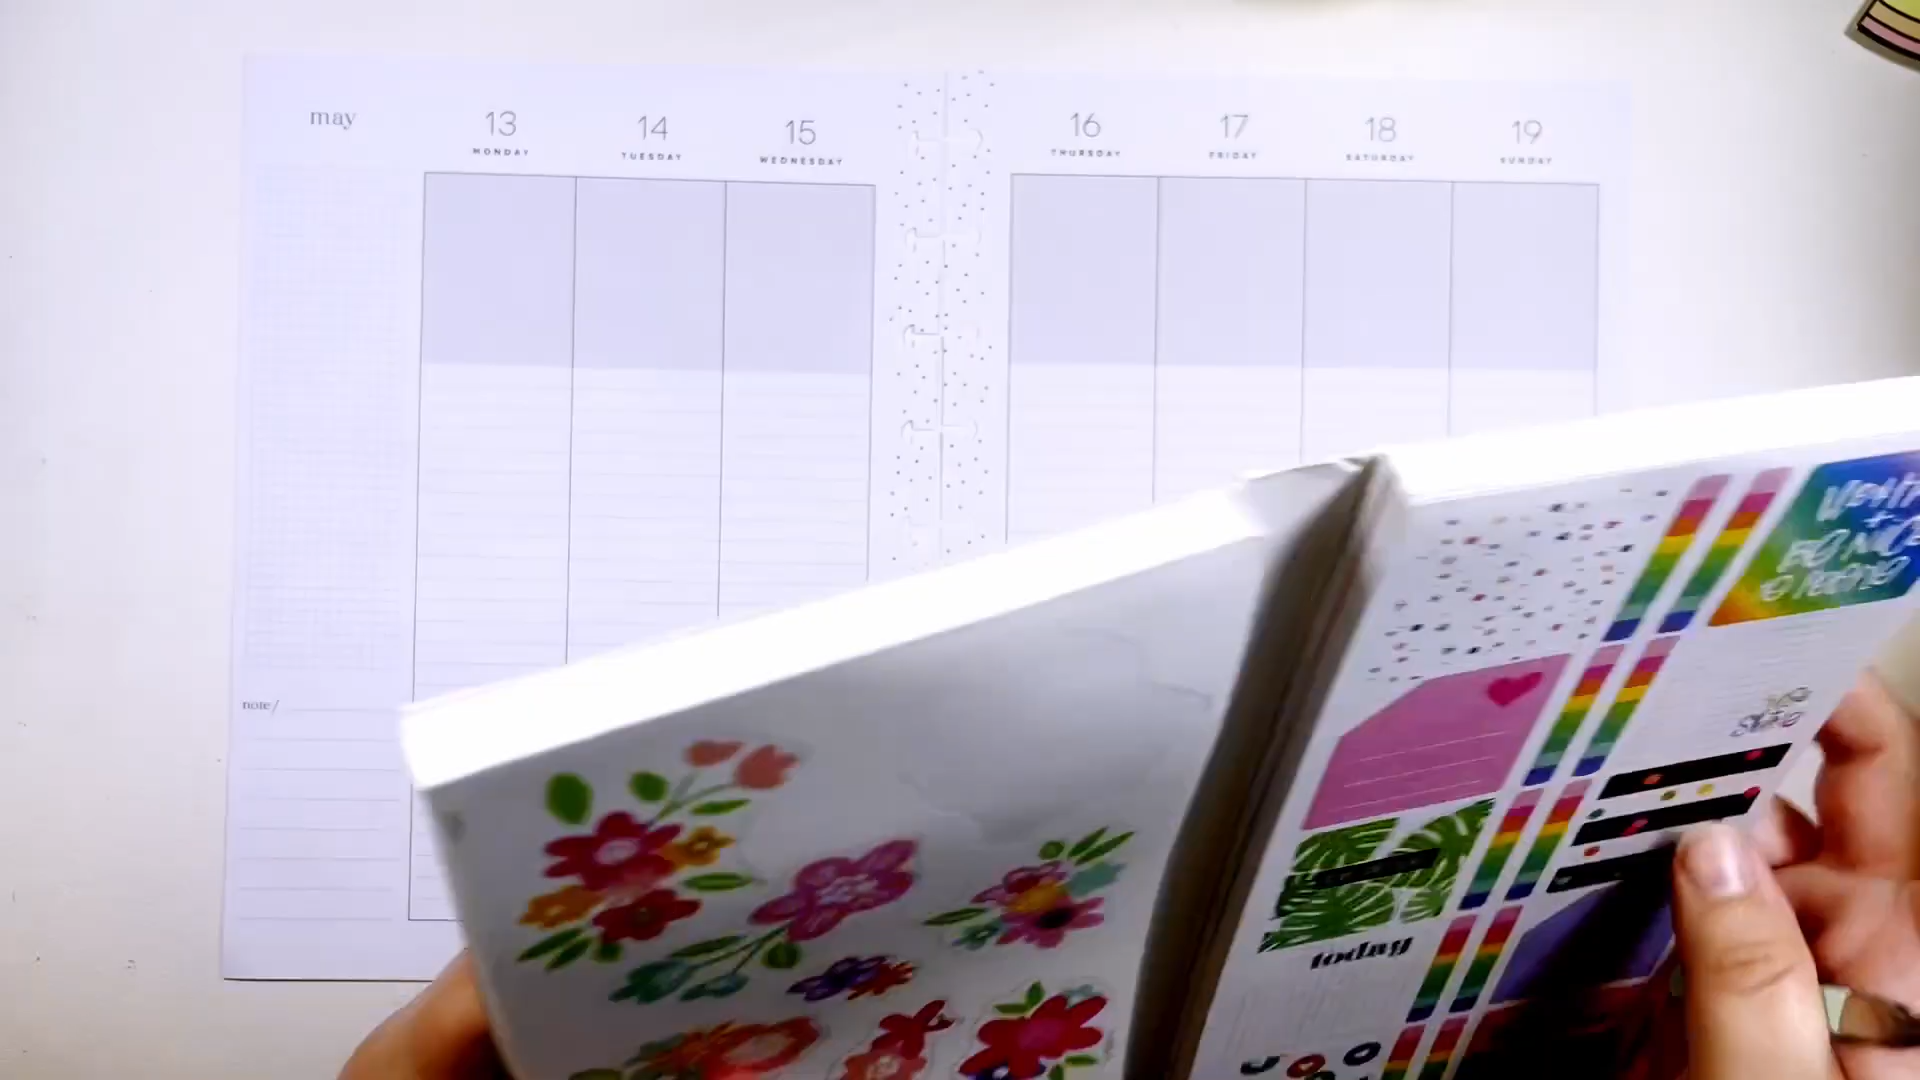 may
13 14 15 16 17 18 19
MONDAY TUESDAY WEDNESDAY THURSDAY FRIDAY SATURDAY SUNDAY
note/
today